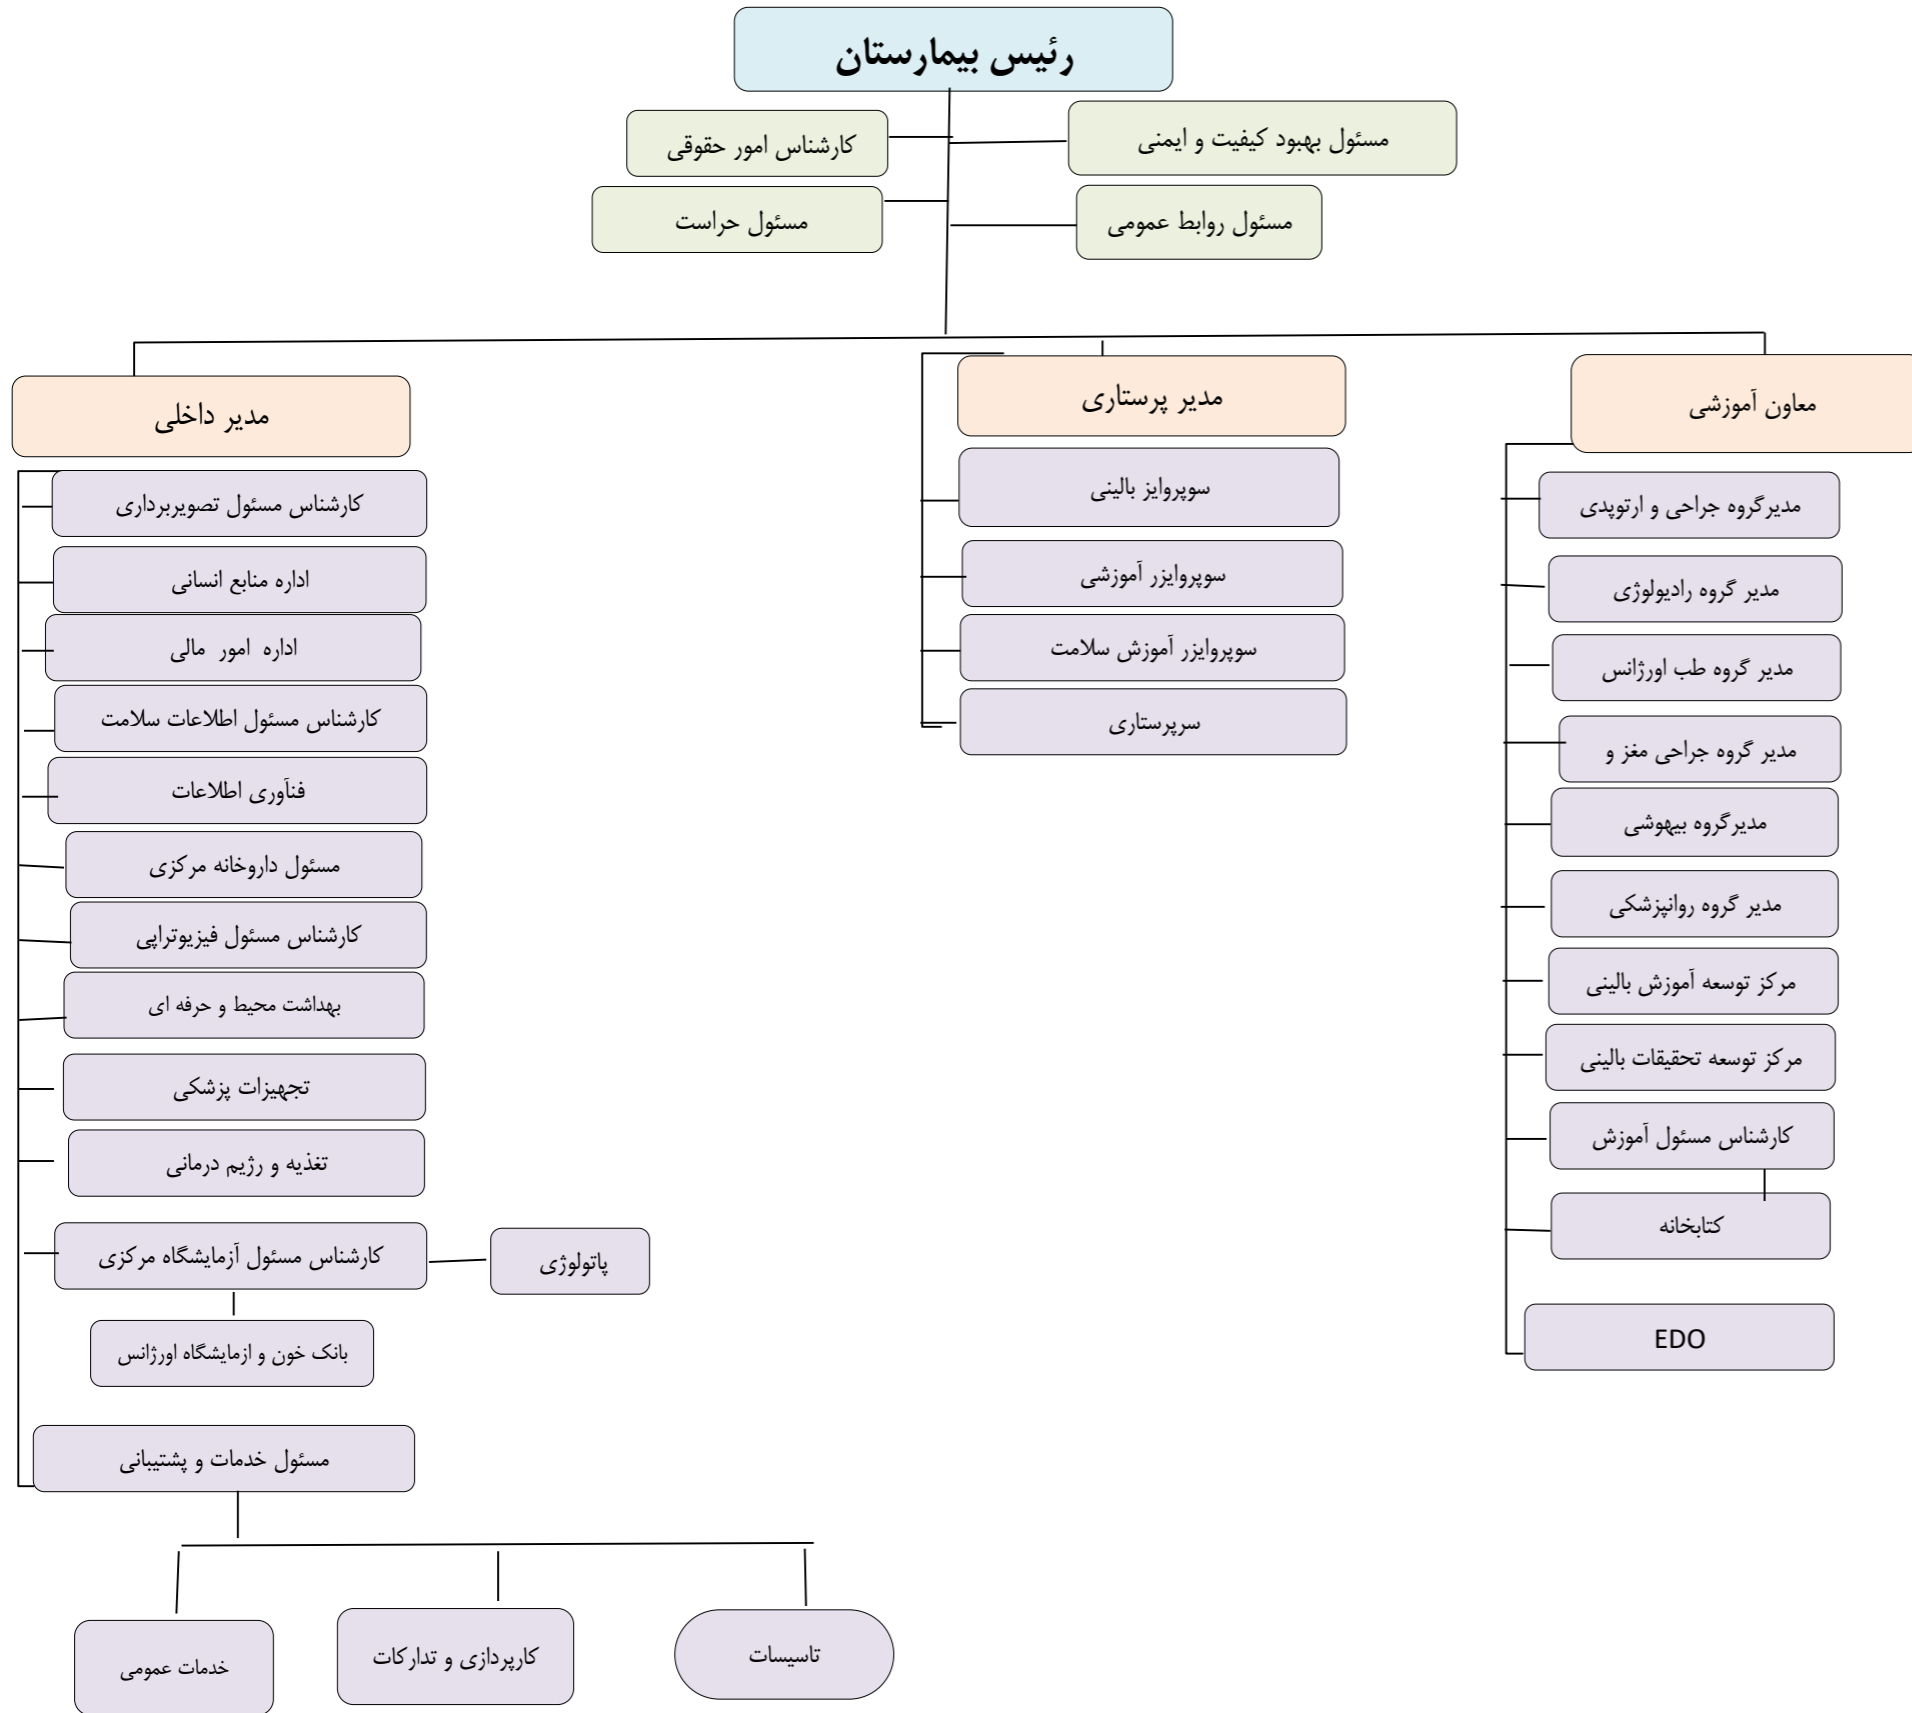 رئیس بیمارستان
مسئول بهبود کیفیت و ایمنی
کارشناس امور حقوقی
مسئول روابط عمومی
مسئول حراست
معاون آموزشی
مدیرگروه جراحی و ارتوپدی
مدیر گروه رادیولوژی
مدیر گروه طب اورژانس
مدیر گروه جراحی مغز و
مدیرگروه بیهوشی
مدیر گروه روانپزشکی
مرکز توسعه آموزش بالینی
مرکز توسعه تحقیقات بالینی
کارشناس مسئول آموزش
کتابخانه
EDO
مدیر پرستاری
سوپروایز بالینی
سوپروایزر آموزشی
سوپروایزر آموزش سلامت
سرپرستاری
مدیر داخلی
کارشناس مسئول تصویربرداری
اداره منابع انسانی
اداره امور مالی
کارشناس مسئول اطلاعات سلامت
فنآوری اطلاعات
مسئول داروخانه مرکزی
کارشناس مسئول فیزیوتراپی
بهداشت محیط و حرفه ای
تجهیزات پزشکی
تغذیه و رژیم درمانی
کارشناس مسئول آزمایشگاه مرکزی
پاتولوژی
بانک خون و ازمایشگاه اورژانس
مسئول خدمات و پشتیبانی
تاسیسات
کارپردازی و تدارکات
خدمات عمومی